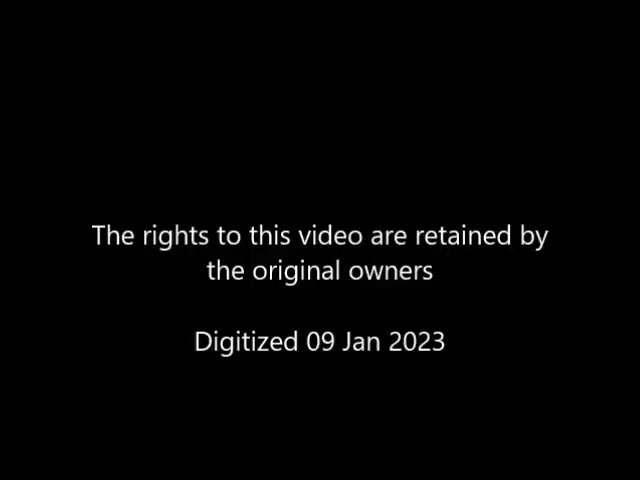 The rights to this video are retained by
the original owners
Digitized 09 Jan 2023